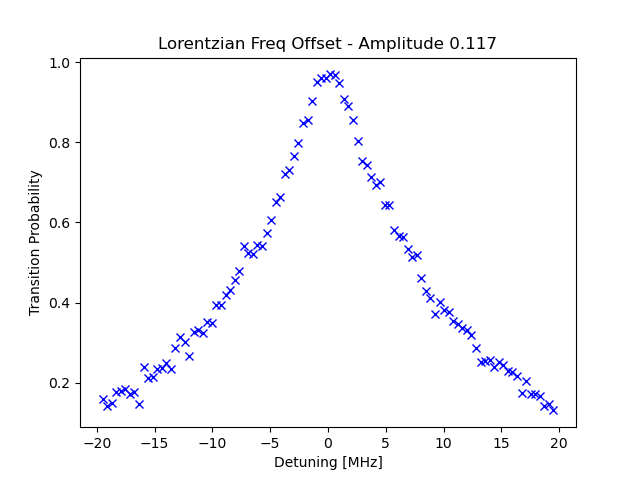 Lorentzian Freq Offset - Amplitude 0.117
1.0
0.8
0.6
0.4
0.2
Transition Probability
−20 −15 −10 −5 0 5 10 15 20
Detuning [MHz]